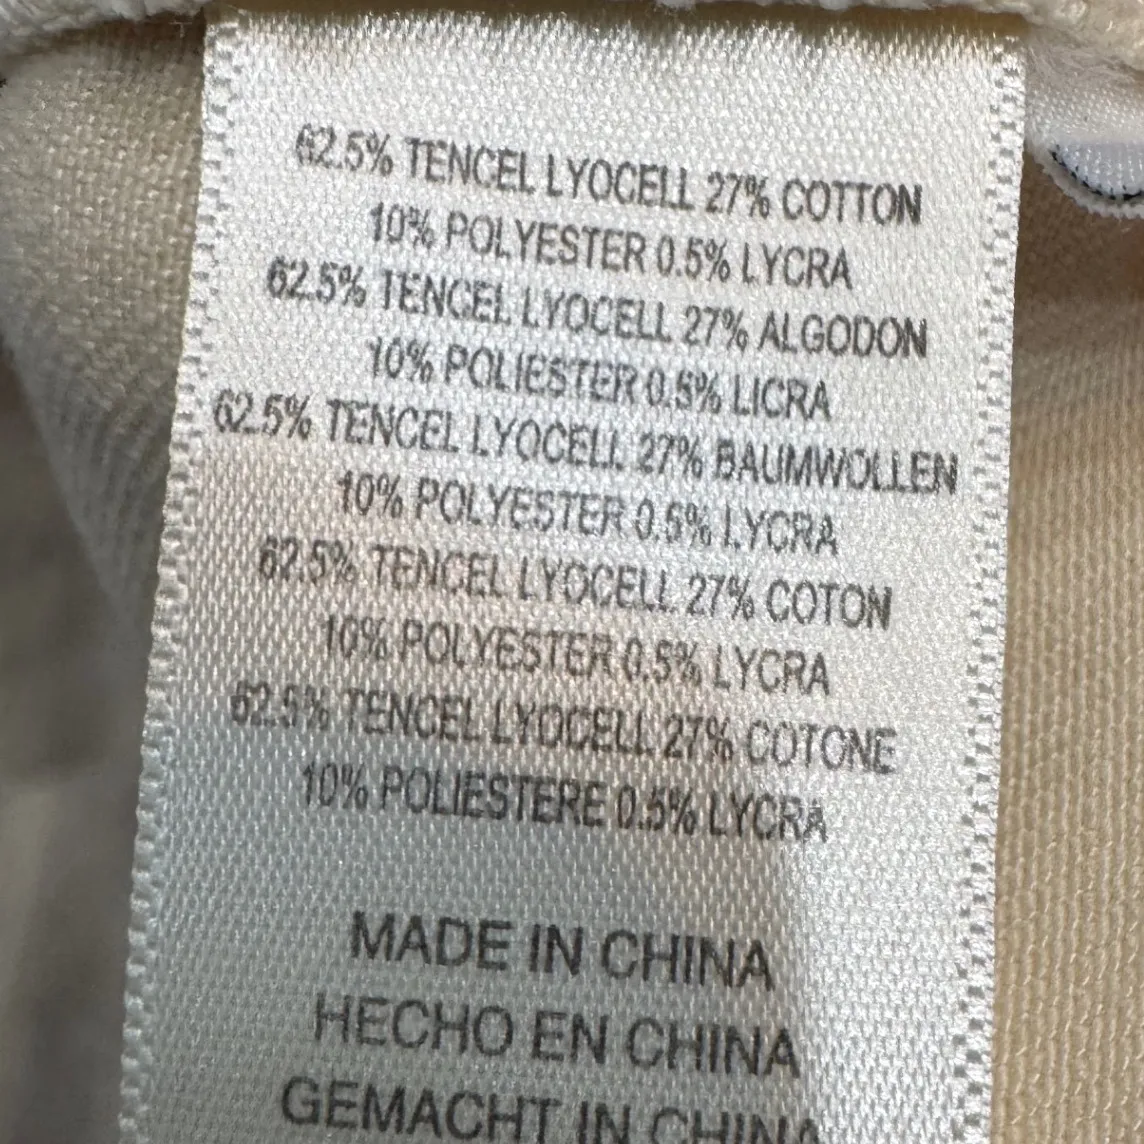 62.5% TENCEL LYOCELL 27% COTTON
10% POLYESTER 0.5% LYCRA
62.5% TENCEL LYOCELL 27% ALGODON
10% POLIESTER 0.5% LICRA
62.5% TENCEL LYOCELL 27% BAUMWOLLEN
10% POLYESTER 0.5% LYCRA
62.5% TENCEL LYOCELL 27% COTON
10% POLYESTER 0.5% LYCRA
62.5% TENCEL LYOCELL 27% COTONE
10% POLIESTERE 0.5% LYCRA
MADE IN CHINA
HECHO EN CHINA
GEMACHT IN CHINA